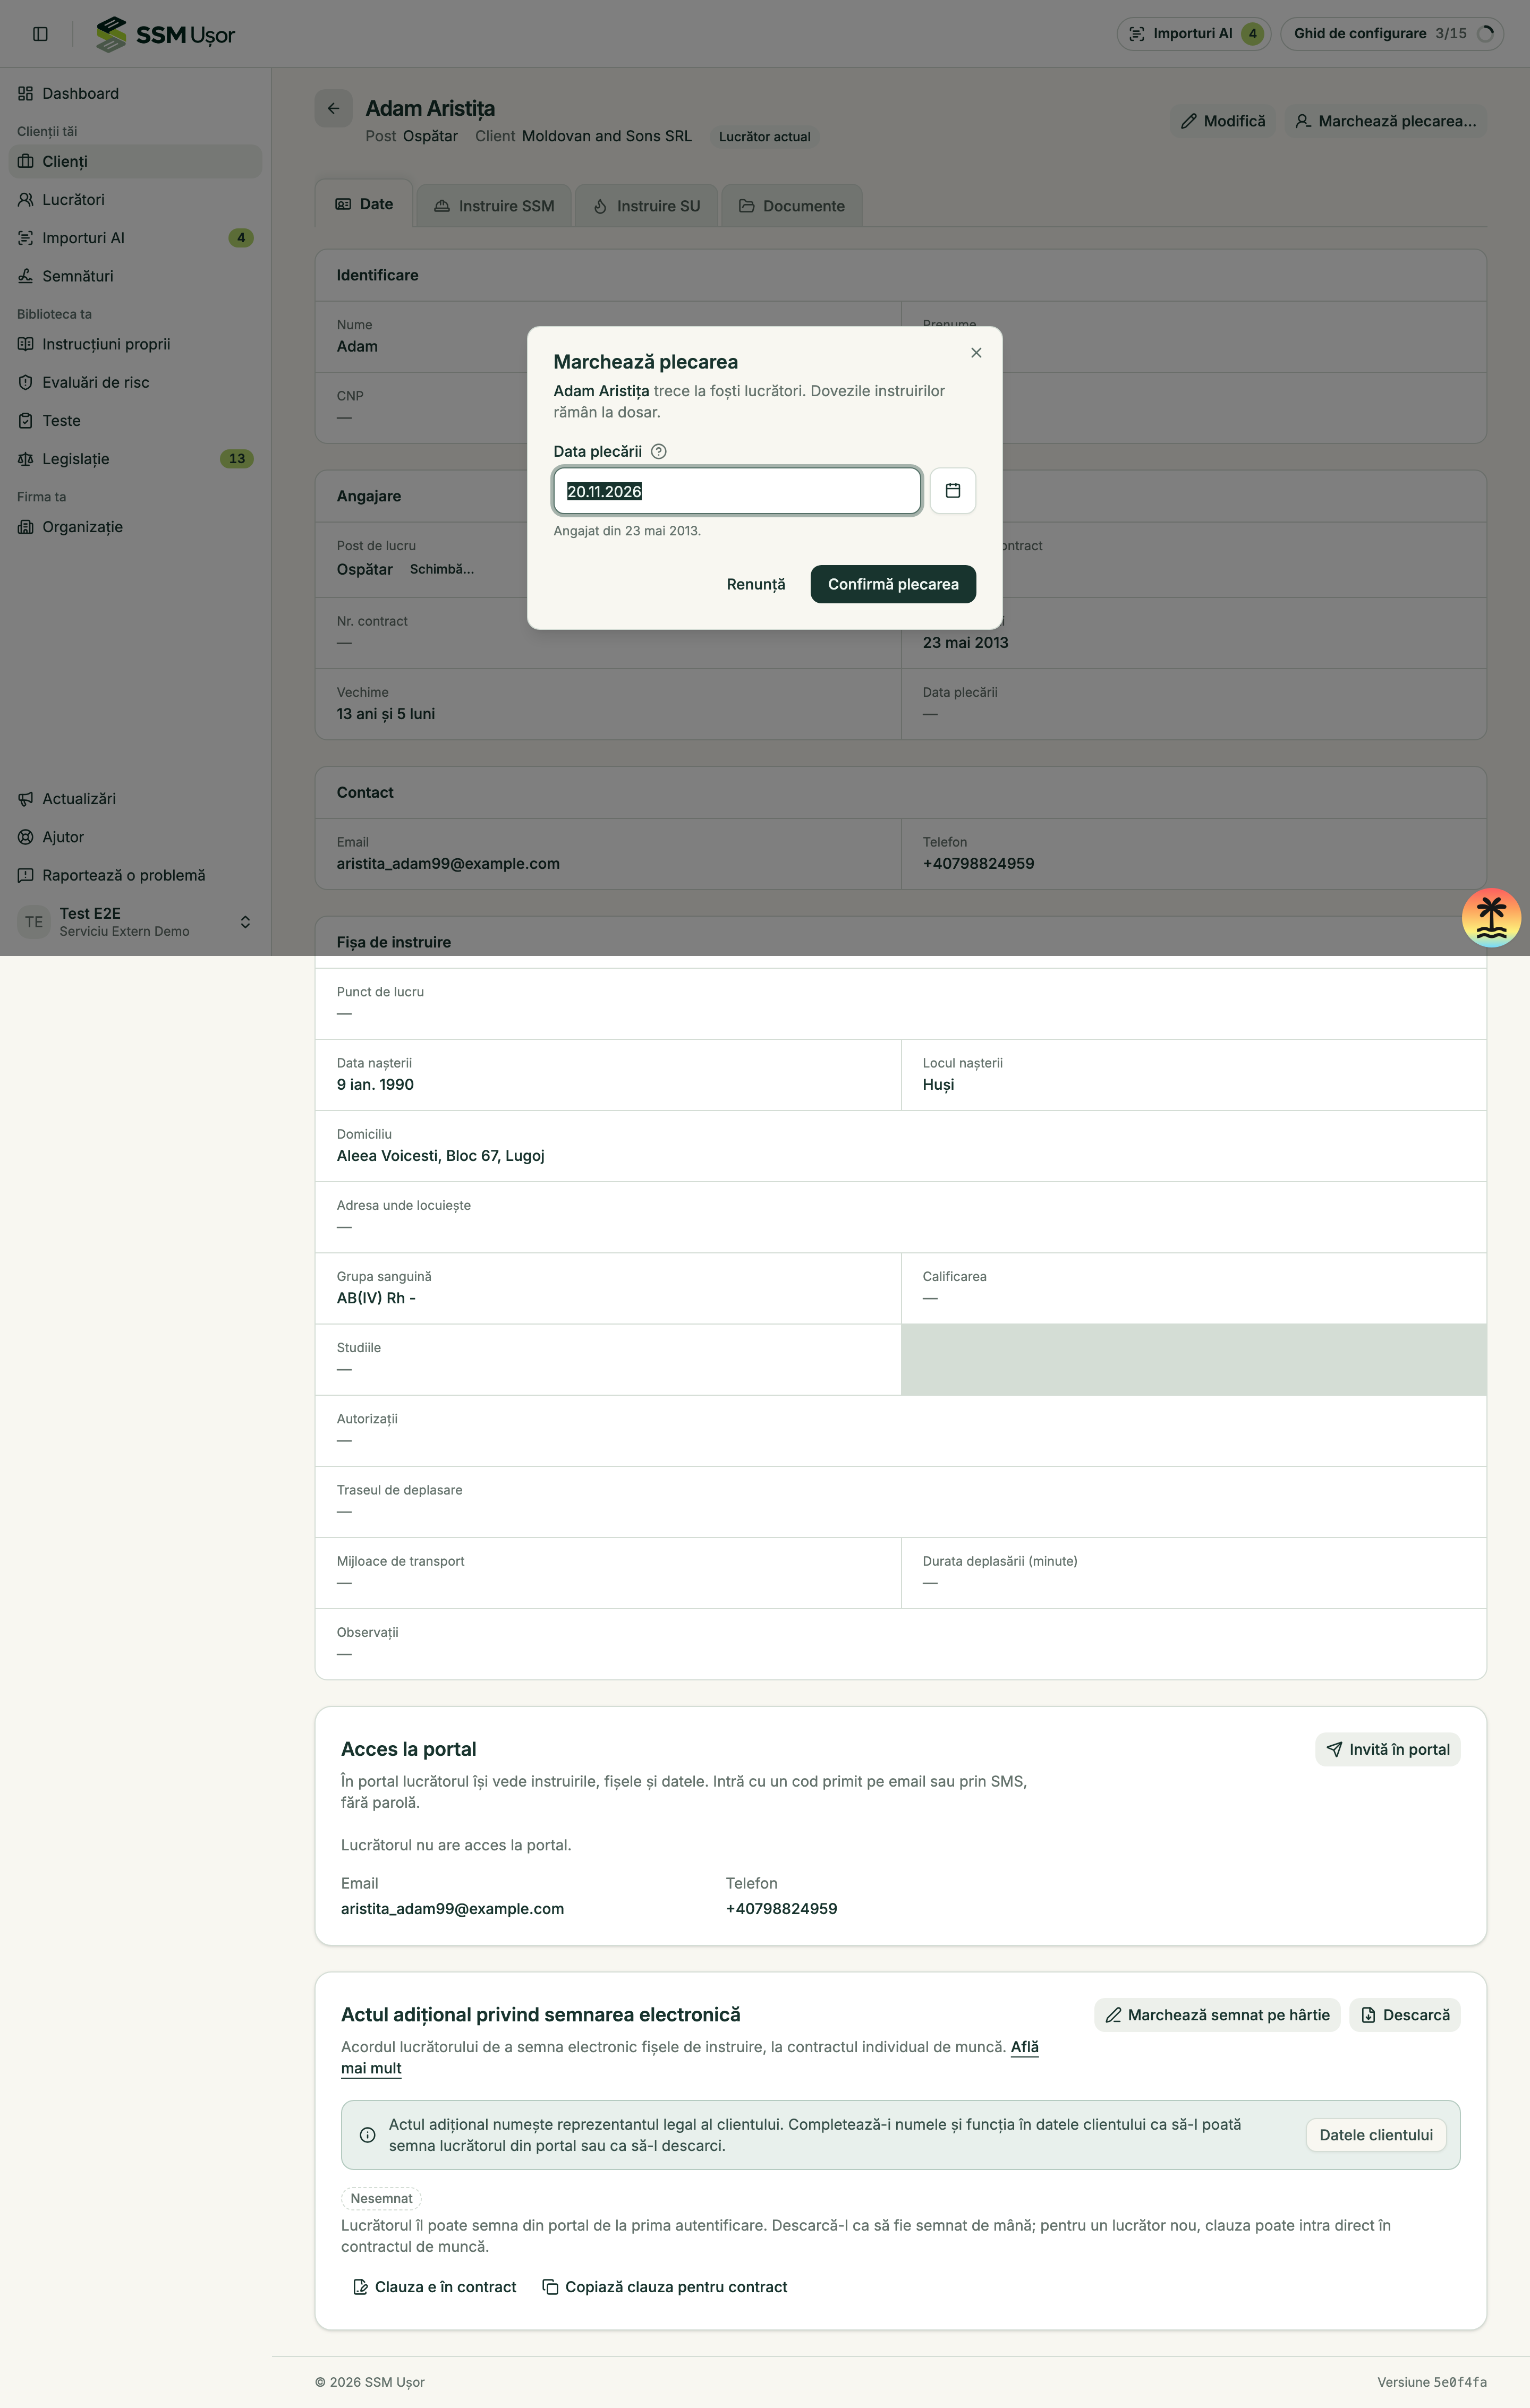 SSM Ușor
Importuri AI 4
Ghid de configurare 3/15
Dashboard
Clienții tăi
Clienți
Lucrători
Importuri AI 4
Semnături
Biblioteca ta
Instrucțiuni proprii
Evaluări de risc
Teste
Legislație 13
Firma ta
Organizație
Actualizări
Ajutor
Raportează o problemă
TE
Test E2E
Serviciu Extern Demo
Adam Aristița
Post Ospătar Client Moldovan and Sons SRL Lucrător actual
Modifică
Marchează plecarea...
Date
Instruire SSM
Instruire SU
Documente
Identificare
Nume
Adam
Prenume
CNP
—
Marchează plecarea
Adam Aristița trece la foști lucrători. Dovezile instruirilor
rămân la dosar.
Data plecării
20.11.2026
Angajat din 23 mai 2013.
Renunță
Confirmă plecarea
Angajare
Post de lucru
Ospătar Schimbă...
ontract
Nr. contract
—
23 mai 2013
Vechime
13 ani și 5 luni
Data plecării
—
Contact
Email
aristita_adam99@example.com
Telefon
+40798824959
Fișa de instruire
Punct de lucru
—
Data nașterii
9 ian. 1990
Locul nașterii
Huși
Domiciliu
Aleea Voicesti, Bloc 67, Lugoj
Adresa unde locuiește
—
Grupa sanguină
AB(IV) Rh -
Calificarea
—
Studiile
—
Autorizații
—
Traseul de deplasare
—
Mijloace de transport
—
Durata deplasării (minute)
—
Observații
—
Acces la portal
Invită în portal
În portal lucrătorul își vede instruirile, fișele și datele. Intră cu un cod primit pe email sau prin SMS,
fără parolă.
Lucrătorul nu are acces la portal.
Email
aristita_adam99@example.com
Telefon
+40798824959
Actul adițional privind semnarea electronică
Marchează semnat pe hârtie
Descarcă
Acordul lucrătorului de a semna electronic fișele de instruire, la contractul individual de muncă. Află
mai mult
Actul adițional numește reprezentantul legal al clientului. Completează-i numele și funcția în datele clientului ca să-l poată
semna lucrătorul din portal sau ca să-l descarci.
Datele clientului
Nesemnat
Lucrătorul îl poate semna din portal de la prima autentificare. Descarcă-l ca să fie semnat de mână; pentru un lucrător nou, clauza poate intra direct în
contractul de muncă.
Clauza e în contract
Copiază clauza pentru contract
© 2026 SSM Ușor
Versiune 5e0f4fa